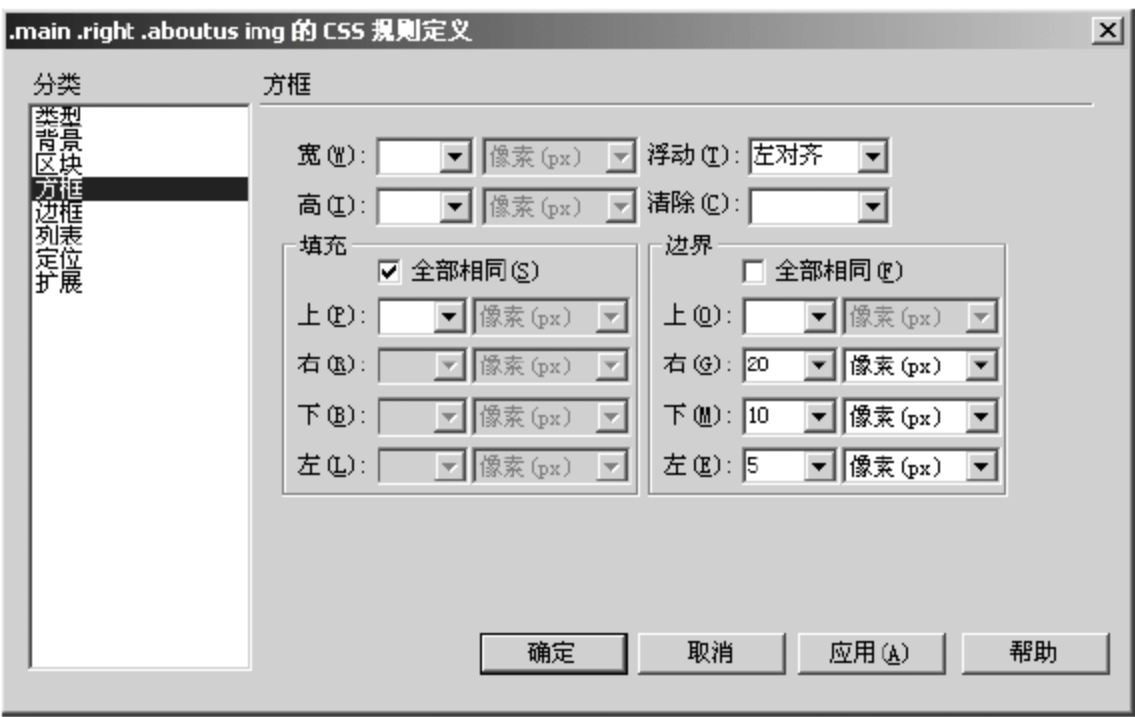 .main .right .aboutus img 的 CSS 规则定义
分类
方框
类型
背景
区块
方框
边框
列表
定位
扩展
宽(W): 像素(px) 浮动(T): 左对齐
高(I): 像素(px) 清除(C):
填充
全部相同(S)
上(P): 像素(px)
右(R): 像素(px)
下(B): 像素(px)
左(L): 像素(px)
边界
全部相同(F)
上(O): 像素(px)
右(G): 20 像素(px)
下(M): 10 像素(px)
左(E): 5 像素(px)
确定 取消 应用(A) 帮助